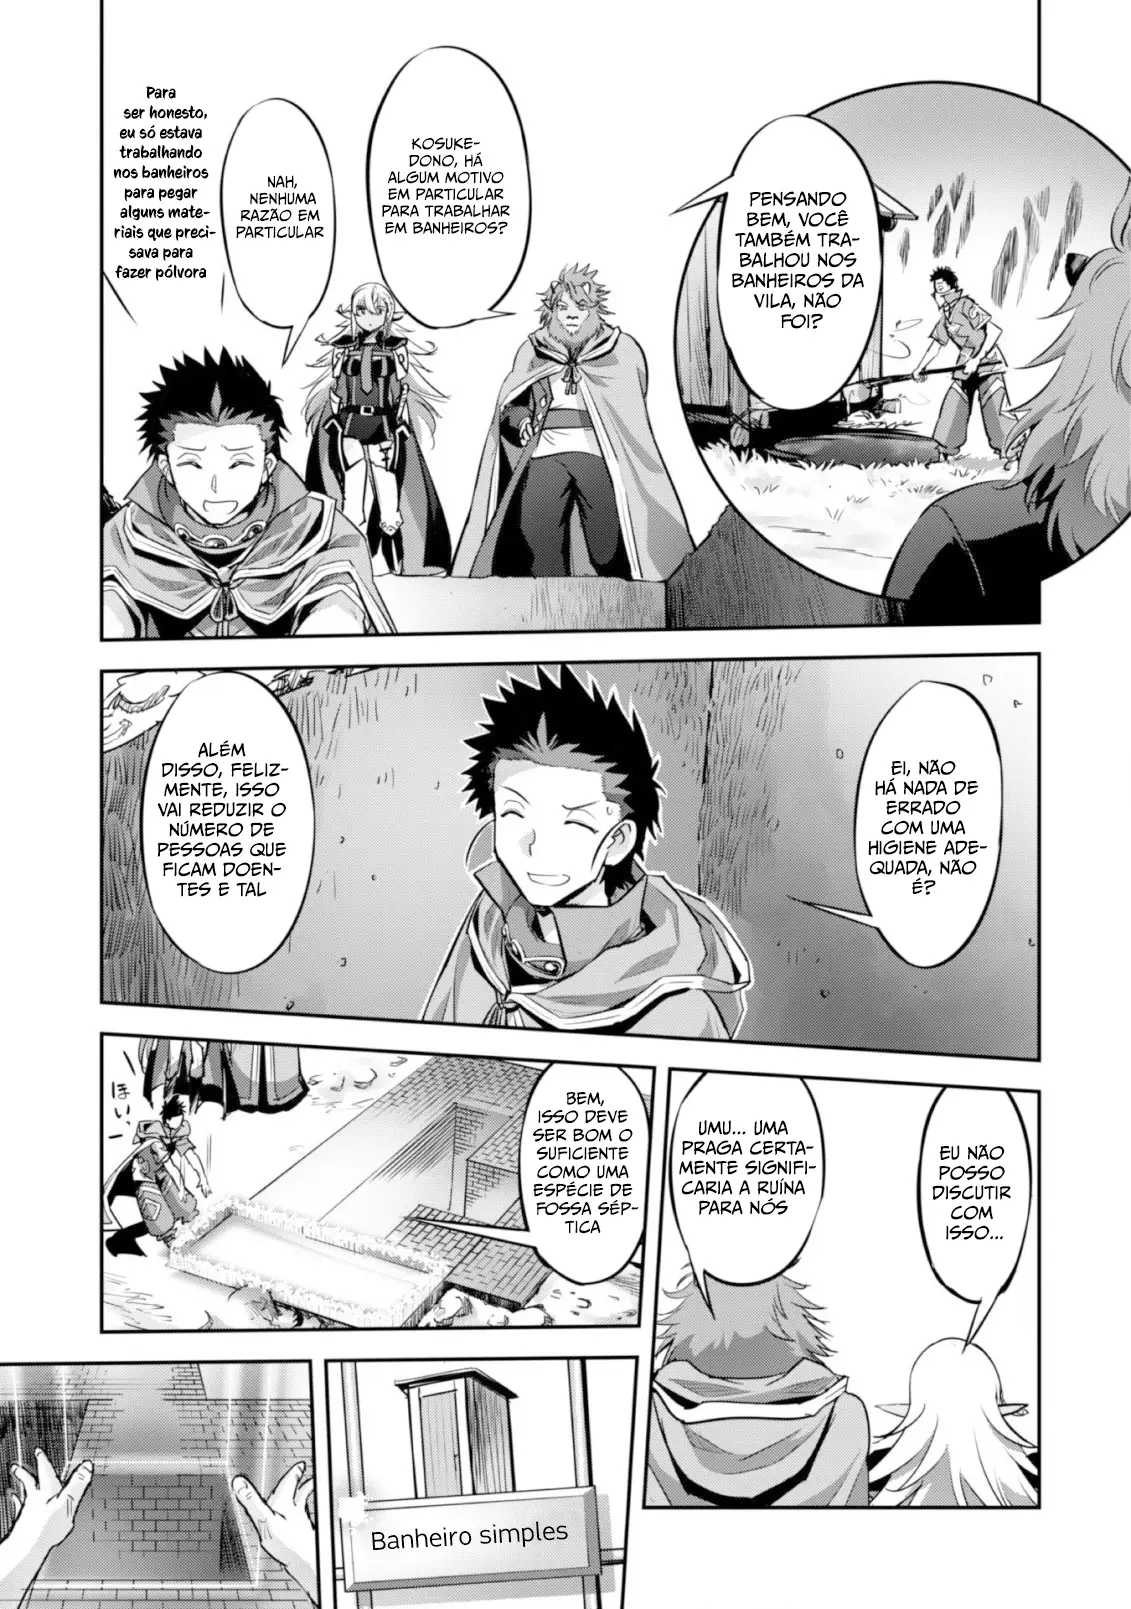 PENSANDO
BEM, VOCÊ
TAMBÉM TRA-
BALHOU NOS
BANHEIROS DA
VILA, NÃO
FOI?
KOSUKE-
DONO, HÁ
ALGUM MOTIVO
EM PARTICULAR
PARA TRABALHAR
EM BANHEIROS?
NAH,
NENHUMA
RAZÃO EM
PARTICULAR
Para
ser honesto,
eu só estava
trabalhando
nos banheiros
para pegar
alguns mate-
riais que preci-
sava para
fazer pólvora
EI, NÃO
HÁ NADA DE
ERRADO
COM UMA
HIGIENE ADE-
QUADA, NÃO
É?
ALÉM
DISSO, FELIZ-
MENTE, ISSO
VAI REDUZIR O
NÚMERO DE
PESSOAS QUE
FICAM DOEN-
TES E TAL
EU NÃO
POSSO
DISCUTIR
COM
ISSO...
UMU... UMA
PRAGA CERTA-
MENTE SIGNIFI-
CARIA A RUÍNA
PARA NÓS
BEM,
ISSO DEVE
SER BOM O
SUFICIENTE
COMO UMA
ESPÉCIE DE
FOSSA SÉP-
TICA
ほいっ
Banheiro simples